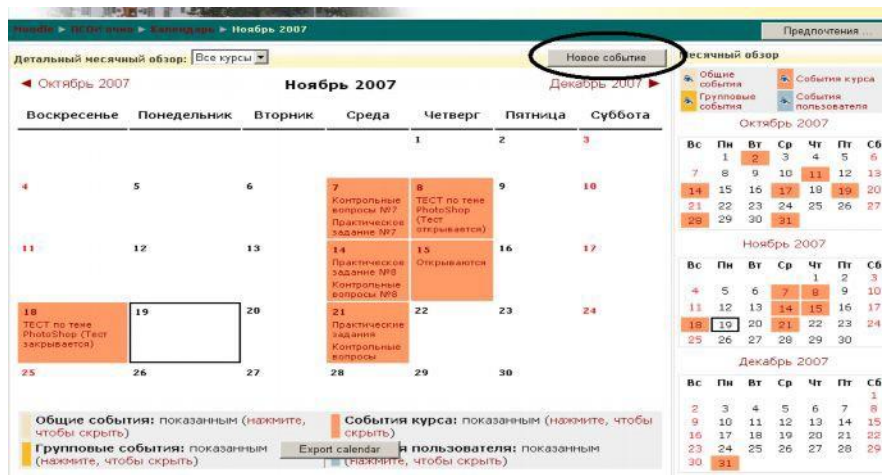 Moodle ► ПСОП очно ► Календарь ► Ноябрь 2007
Предпочтения ...
Детальный месячный обзор: Все курсы
Новое событие
◄ Октябрь 2007
Ноябрь 2007
Декабрь 2007 ►
Воскресенье Понедельник Вторник Среда Четверг Пятница Суббота
1 2 3
4 5 6 7 8 9 10
Контрольные вопросы №7
Практическое задание №7
ТЕСТ по теме
PhotoShop
(Тест
открывается)
11 12 13 14 15 16 17
Практическое
задание №8
Контрольные
вопросы №8
Открываются
18 19 20 21 22 23 24
ТЕСТ по теме
PhotoShop (Тест
закрывается)
Практические
задания
Контрольные
вопросы
25 26 27 28 29 30
Общие события: показанным (нажмите,
чтобы скрыть)
События курса: показанным (нажмите, чтобы
скрыть)
Групповые события: показанным
(нажмите, чтобы скрыть)
Export calendar
я пользователя: показанным
(нажмите, чтобы скрыть)
Месячный обзор
Общие
события
События курса
Групповые
события
События
пользователя
Октябрь 2007
Вс Пн Вт Ср Чт Пт Сб
1 2 3 4 5 6
7 8 9 10 11 12 13
14 15 16 17 18 19 20
21 22 23 24 25 26 27
28 29 30 31
Ноябрь 2007
Вс Пн Вт Ср Чт Пт Сб
1 2 3
4 5 6 7 8 9 10
11 12 13 14 15 16 17
18 19 20 21 22 23 24
25 26 27 28 29 30
Декабрь 2007
Вс Пн Вт Ср Чт Пт Сб
1
2 3 4 5 6 7 8
9 10 11 12 13 14 15
16 17 18 19 20 21 22
23 24 25 26 27 28 29
30 31